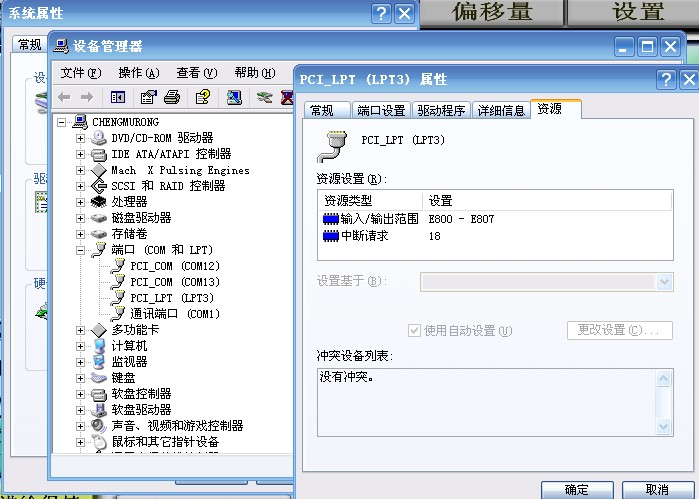 系统属性
偏移量
设置
常规
设备管理器
文件(F) 操作(A) 查看(V) 帮助(H)
CHENGMURONG
DVD/CD-ROM 驱动器
IDE ATA/ATAPI 控制器
Mach X Pulsing Engines
SCSI 和 RAID 控制器
处理器
磁盘驱动器
存储卷
端口 (COM 和 LPT)
PCI_COM (COM12)
PCI_COM (COM13)
PCI_LPT (LPT3)
通讯端口 (COM1)
多功能卡
计算机
监视器
键盘
软盘控制器
软盘驱动器
声音、视频和游戏控制器
鼠标和其它指针设备
PCI_LPT (LPT3) 属性
常规 端口设置 驱动程序 详细信息 资源
PCI_LPT (LPT3)
资源设置(R):
资源类型 设置
输入/输出范围 E800 - E807
中断请求 18
设置基于(B):
使用自动设置(U)
更改设置(C)...
冲突设备列表:
没有冲突。
确定 取消